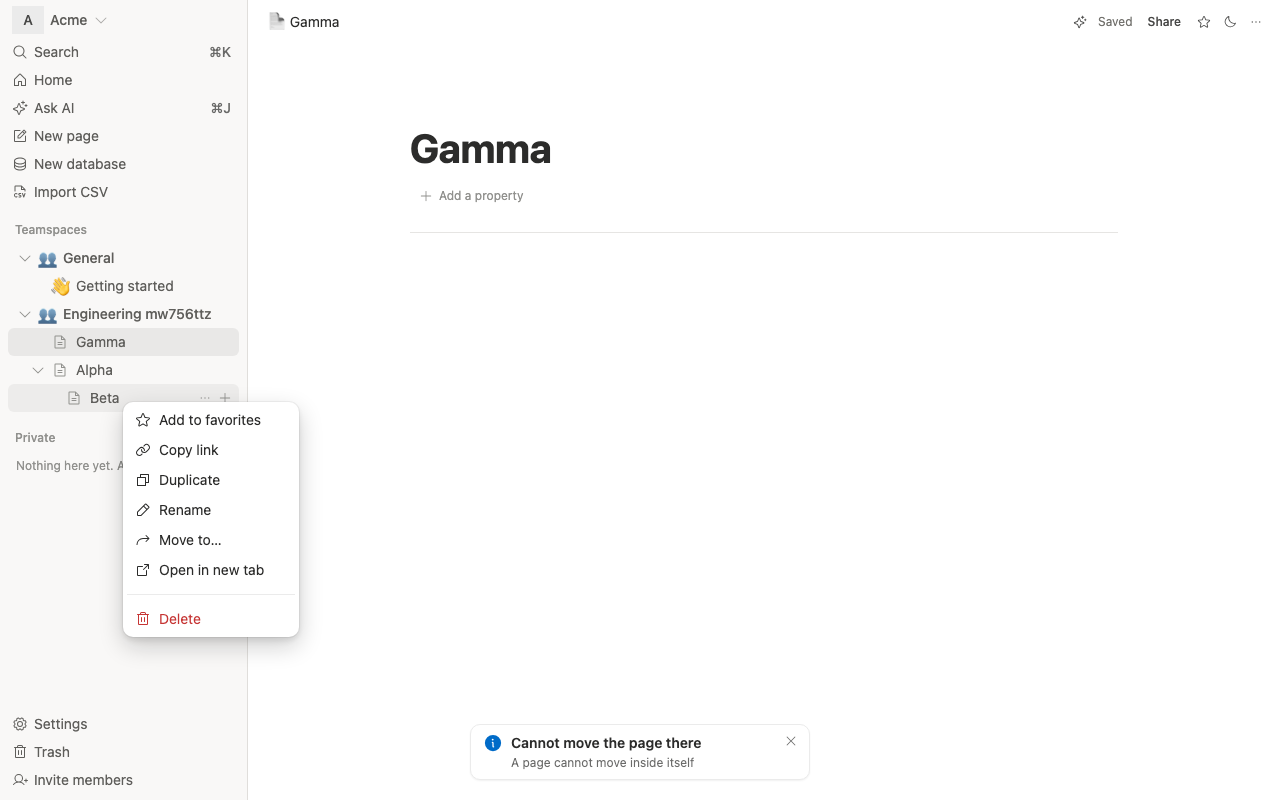 A Acme
Search ⌘K
Home
Ask AI ⌘J
New page
New database
Import CSV
Teamspaces
General
Getting started
Engineering mw756ttz
Gamma
Alpha
Beta
Private
Nothing here yet. A
Add to favorites
Copy link
Duplicate
Rename
Move to…
Open in new tab
Delete
Settings
Trash
Invite members
Gamma
Saved Share
Gamma
Add a property
Cannot move the page there
A page cannot move inside itself